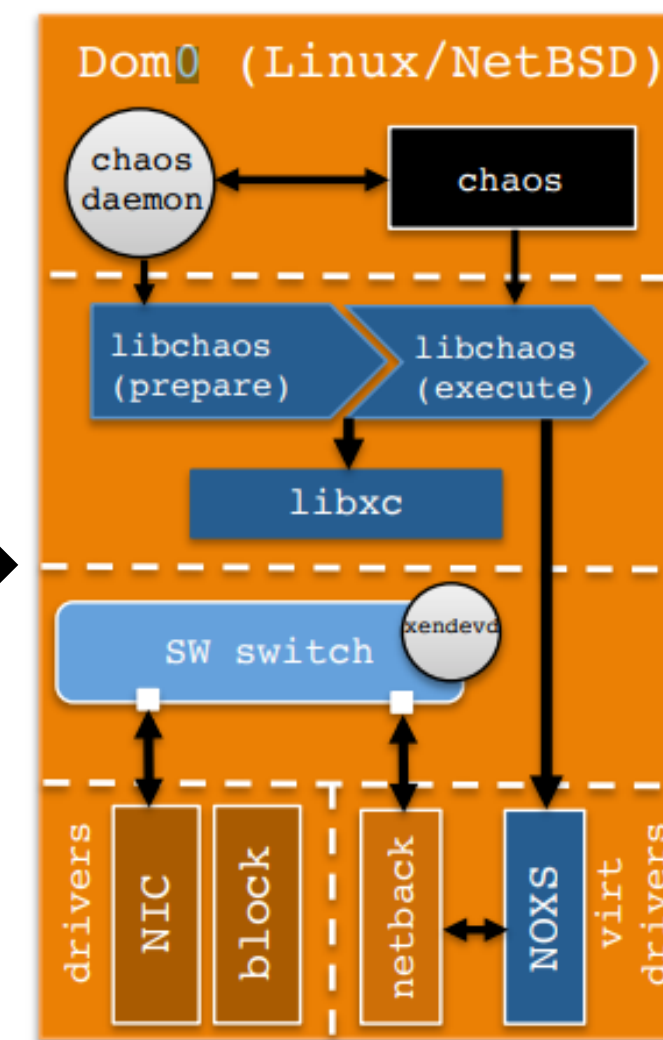 Dom0 (Linux/NetBSD)
chaos
daemon
chaos
libchaos
(prepare)
libchaos
(execute)
libxc
SW switch
xendevd
drivers
NIC
block
netback
NOXS
virt
drivers